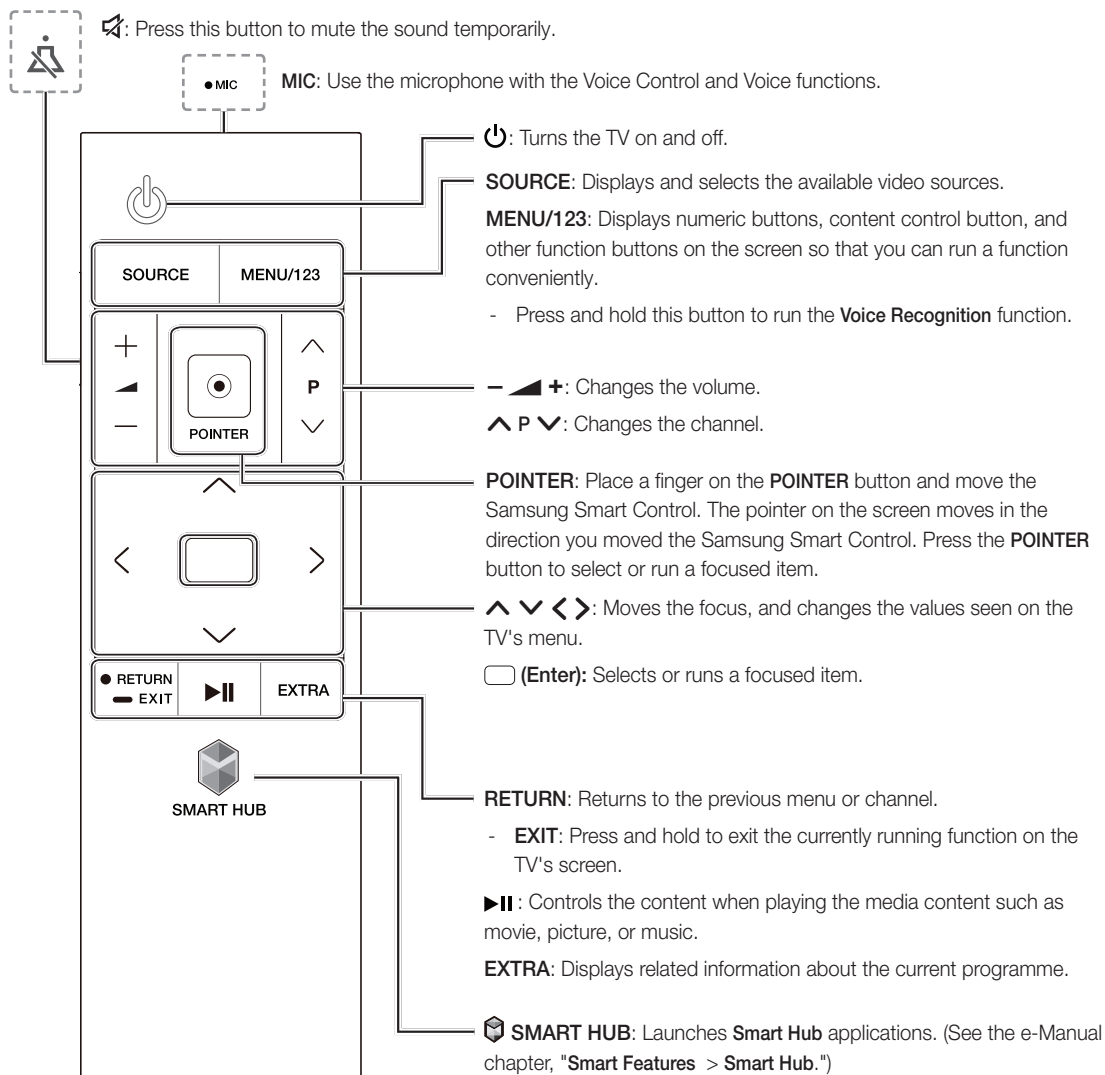 : Press this button to mute the sound temporarily.
● MIC
MIC: Use the microphone with the Voice Control and Voice functions.
: Turns the TV on and off.
SOURCE: Displays and selects the available video sources.
MENU/123: Displays numeric buttons, content control button, and
other function buttons on the screen so that you can run a function
conveniently.
- Press and hold this button to run the Voice Recognition function.
SOURCE
MENU/123
+
P
—
POINTER
− +: Changes the volume.
P : Changes the channel.
POINTER: Place a finger on the POINTER button and move the
Samsung Smart Control. The pointer on the screen moves in the
direction you moved the Samsung Smart Control. Press the POINTER
button to select or run a focused item.
: Moves the focus, and changes the values seen on the
TV's menu.
(Enter): Selects or runs a focused item.
● RETURN
EXIT
EXTRA
SMART HUB
RETURN: Returns to the previous menu or channel.
- EXIT: Press and hold to exit the currently running function on the
TV's screen.
: Controls the content when playing the media content such as
movie, picture, or music.
EXTRA: Displays related information about the current programme.
SMART HUB: Launches Smart Hub applications. (See the e-Manual
chapter, "Smart Features > Smart Hub.")